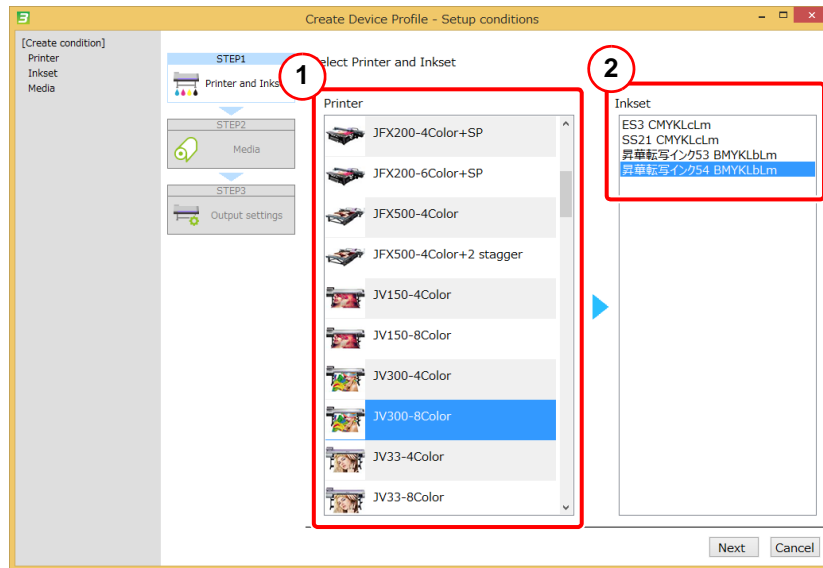 Create Device Profile - Setup conditions
[Create condition]
Printer
Inkset
Media
STEP1
Printer and Inks
STEP2
Media
STEP3
Output settings
elect Printer and Inkset
1
Printer
JFX200-4Color+SP
JFX200-6Color+SP
JFX500-4Color
JFX500-4Color+2 stagger
JV150-4Color
JV150-8Color
JV300-4Color
JV300-8Color
JV33-4Color
JV33-8Color
2
Inkset
ES3 CMYKLcLm
SS21 CMYKLcLm
昇華転写インク53 BMYKLbLm
昇華転写インク54 BMYKLbLm
Next
Cancel